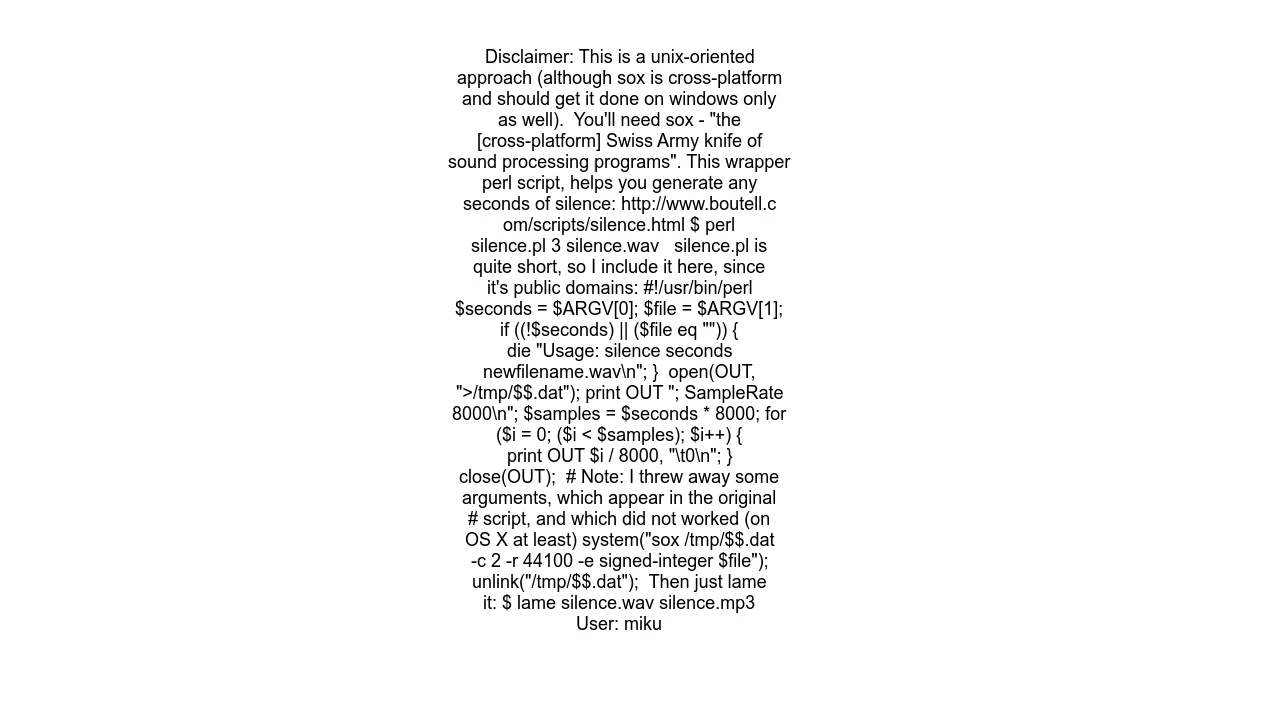 Disclaimer: This is a unix-oriented
approach (although sox is cross-platform
and should get it done on windows only
as well).  You'll need sox - "the
[cross-platform] Swiss Army knife of
sound processing programs". This wrapper
perl script, helps you generate any
seconds of silence: http://www.boutell.c
om/scripts/silence.html $ perl
silence.pl 3 silence.wav   silence.pl is
quite short, so I include it here, since
it's public domains: #!/usr/bin/perl
$seconds = $ARGV[0]; $file = $ARGV[1];
if ((!$seconds) || ($file eq "")) {
die "Usage: silence seconds
newfilename.wav\n"; }  open(OUT,
">/tmp/$$.dat"); print OUT "; SampleRate
8000\n"; $samples = $seconds * 8000; for
($i = 0; ($i < $samples); $i++) {
print OUT $i / 8000, "\t0\n"; }
close(OUT);  # Note: I threw away some
arguments, which appear in the original
# script, and which did not worked (on
OS X at least) system("sox /tmp/$$.dat
-c 2 -r 44100 -e signed-integer $file");
unlink("/tmp/$$.dat");  Then just lame
it: $ lame silence.wav silence.mp3
User: miku